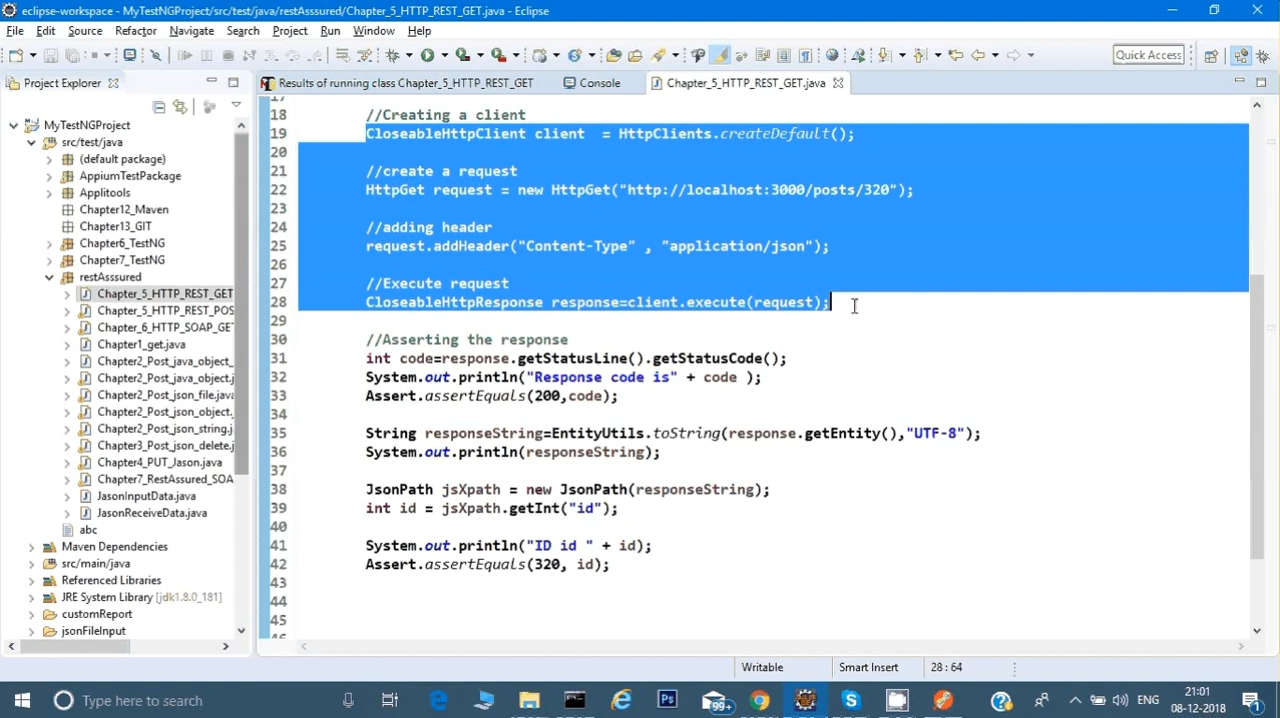 eclipse-workspace - MyTestNGProject/src/test/java/restAsssured/Chapter_5_HTTP_REST_GET.java - Eclipse
File Edit Source Refactor Navigate Search Project Run Window Help
Quick Access
Project Explorer
Results of running class Chapter_5_HTTP_REST_GET
Console
Chapter_5_HTTP_REST_GET.java
MyTestNGProject
src/test/java
(default package)
AppiumTestPackage
Applitools
Chapter12_Maven
Chapter13_GIT
Chapter6_TestNG
Chapter7_TestNG
restAsssured
Chapter_5_HTTP_REST_GET
Chapter_5_HTTP_REST_POS
Chapter_6_HTTP_SOAP_GET
Chapter1_get.java
Chapter2_Post_java_object_
Chapter2_Post_java_object.j
Chapter2_Post_json_file.java
Chapter2_Post_json_object.
Chapter2_Post_json_string.j
Chapter3_Post_json_delete.j
Chapter4_PUT_Jason.java
Chapter7_RestAssured_SOA
JasonInputData.java
JasonReceiveData.java
abc
Maven Dependencies
src/main/java
Referenced Libraries
JRE System Library [jdk1.8.0_181]
customReport
jsonFileInput
17
18 //Creating a client
19 CloseableHttpClient client  = HttpClients.createDefault();
20
21 //create a request
22 HttpGet request = new HttpGet("http://localhost:3000/posts/320");
23
24 //adding header
25 request.addHeader("Content-Type" , "application/json");
26
27 //Execute request
28 CloseableHttpResponse response=client.execute(request);
29
30 //Asserting the response
31 int code=response.getStatusLine().getStatusCode();
32 System.out.println("Response code is" + code );
33 Assert.assertEquals(200,code);
34
35 String responseString=EntityUtils.toString(response.getEntity(),"UTF-8");
36 System.out.println(responseString);
37
38 JsonPath jsXpath = new JsonPath(responseString);
39 int id = jsXpath.getInt("id");
40
41 System.out.println("ID id " + id);
42 Assert.assertEquals(320, id);
43
44
45
46
Writable Smart Insert 28 : 64
Type here to search
99+
ENG
21:01
08-12-2018
1